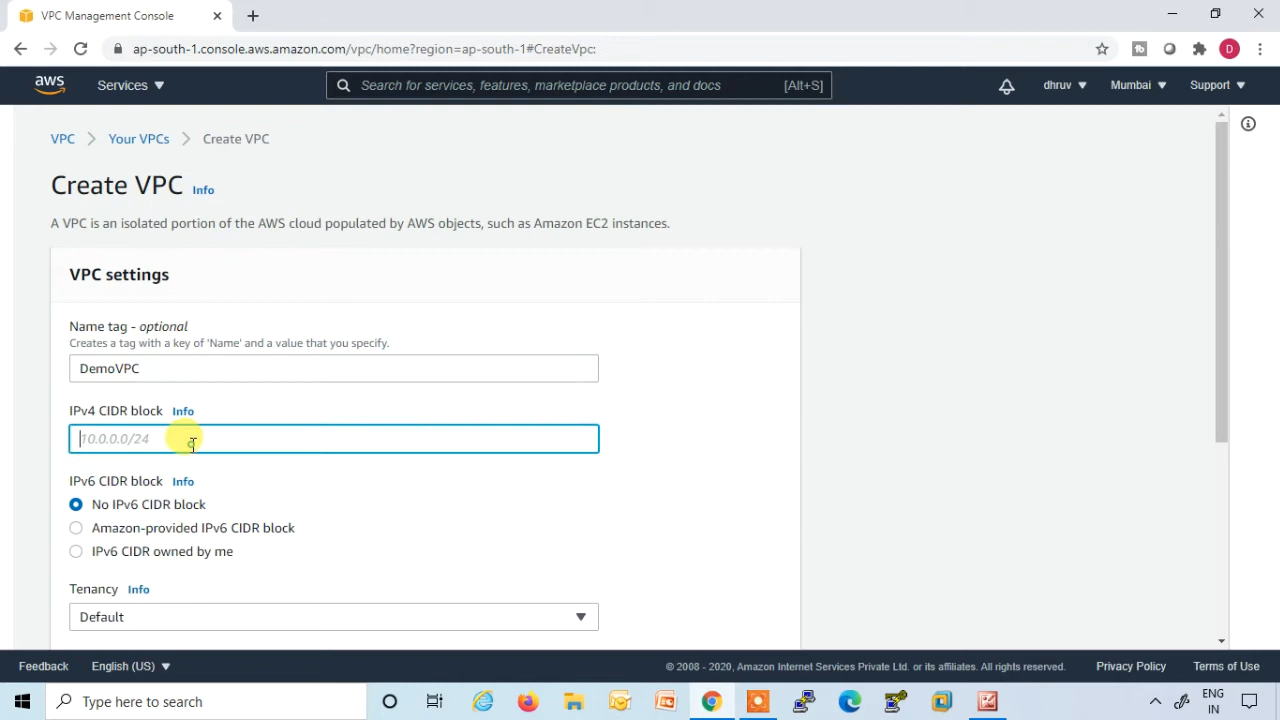 VPC Management Console
ap-south-1.console.aws.amazon.com/vpc/home?region=ap-south-1#CreateVpc:
D
aws
Services
Search for services, features, marketplace products, and docs
[Alt+S]
dhruv
Mumbai
Support
VPC
Your VPCs
Create VPC
Create VPC
Info
A VPC is an isolated portion of the AWS cloud populated by AWS objects, such as Amazon EC2 instances.
VPC settings
Name tag - optional
Creates a tag with a key of 'Name' and a value that you specify.
DemoVPC
IPv4 CIDR block Info
10.0.0.0/24
IPv6 CIDR block Info
No IPv6 CIDR block
Amazon-provided IPv6 CIDR block
IPv6 CIDR owned by me
Tenancy Info
Default
Feedback
English (US)
© 2008 - 2020, Amazon Internet Services Private Ltd. or its affiliates. All rights reserved.
Privacy Policy
Terms of Use
Type here to search
ENG
IN